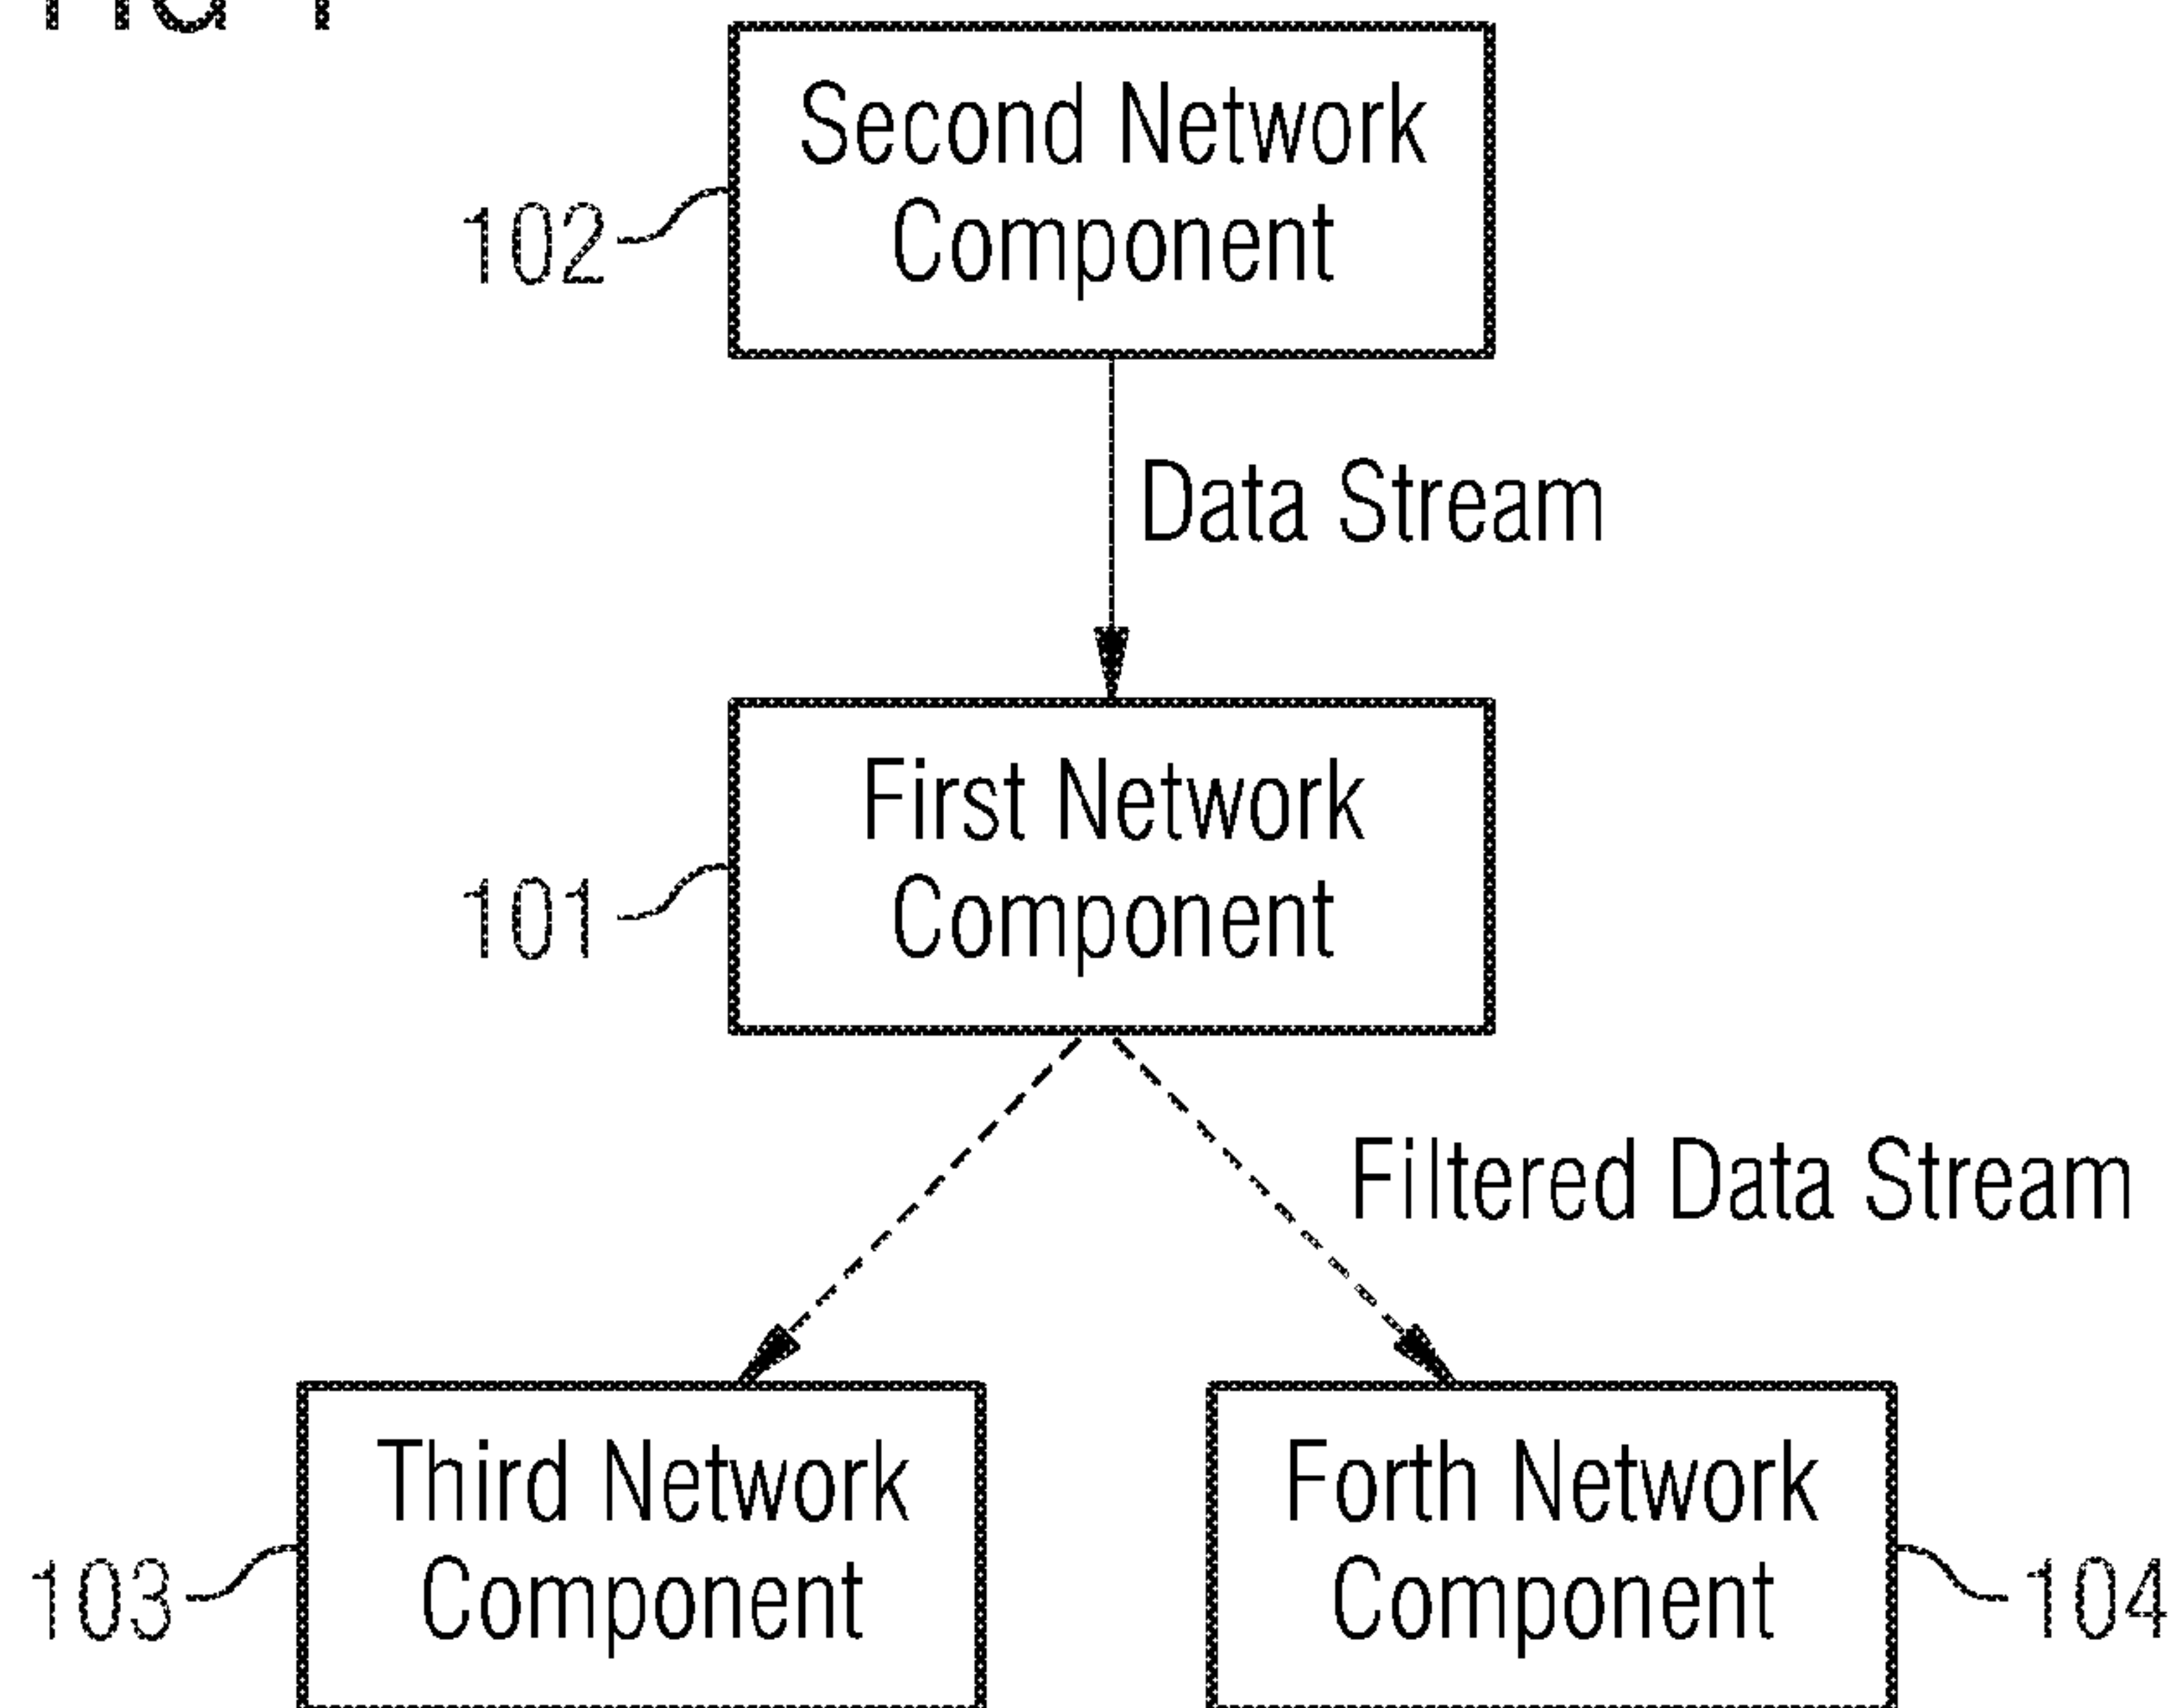 Second Network
Component
102
Data Stream
First Network
Component
101
Filtered Data Stream
Third Network
Component
103
Forth Network
Component
104